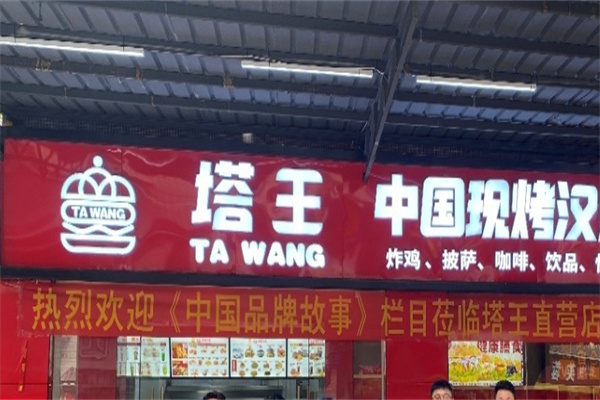 TA WANG
塔王
TA WANG
中国现烤汉
炸鸡、披萨、咖啡、饮品、
热烈欢迎《中国品牌故事》栏目莅临塔王直营店